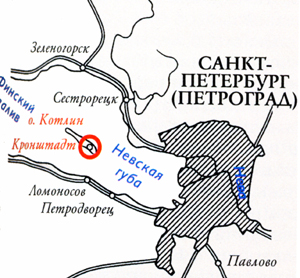 Зеленогорск
САНКТ-
ПЕТЕРБУРГ
(ПЕТРОГРАД)
Финский
залив
Сестрорецк
о. Котлин
Кронштадт
Невская
губа
Нева
Ломоносов
Петродворец
Павлово